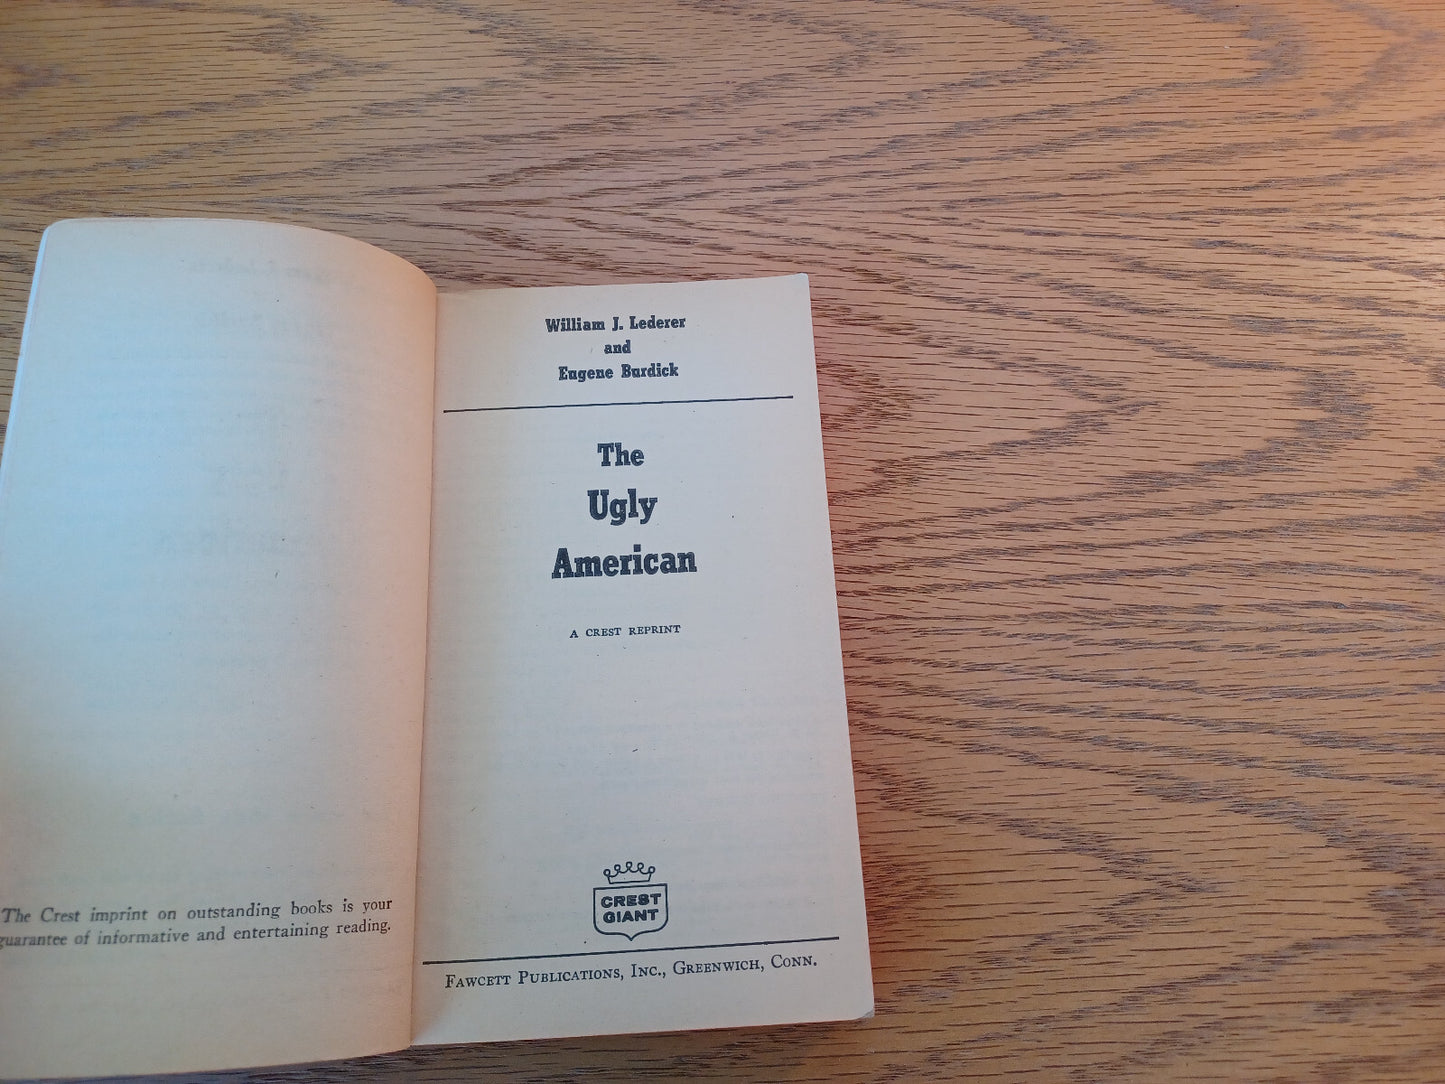 The Crest imprint on outstanding books is your
guarantee of informative and entertaining reading.
William J. Lederer
and
Eugene Burdick
The
Ugly
American
A CREST REPRINT
CREST
GIANT
FAWCETT PUBLICATIONS, INC., GREENWICH, CONN.